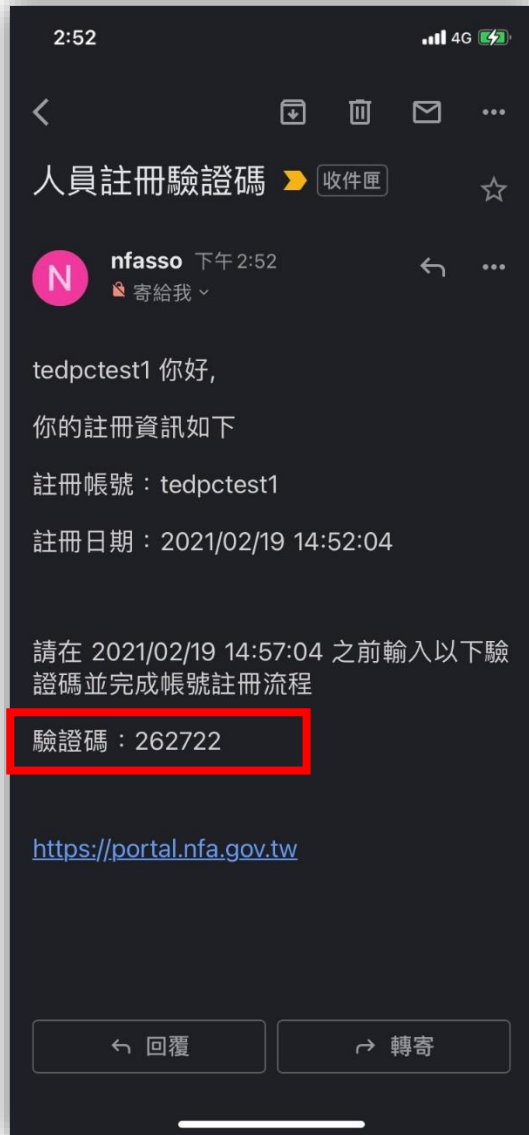 2:52
4G
人員註冊驗證碼 收件匣
N
nfasso 下午 2:52
寄給我
tedpctest1 你好,
你的註冊資訊如下
註冊帳號：tedpctest1
註冊日期：2021/02/19 14:52:04
請在 2021/02/19 14:57:04 之前輸入以下驗
證碼並完成帳號註冊流程
驗證碼：262722
https://portal.nfa.gov.tw
回覆
轉寄